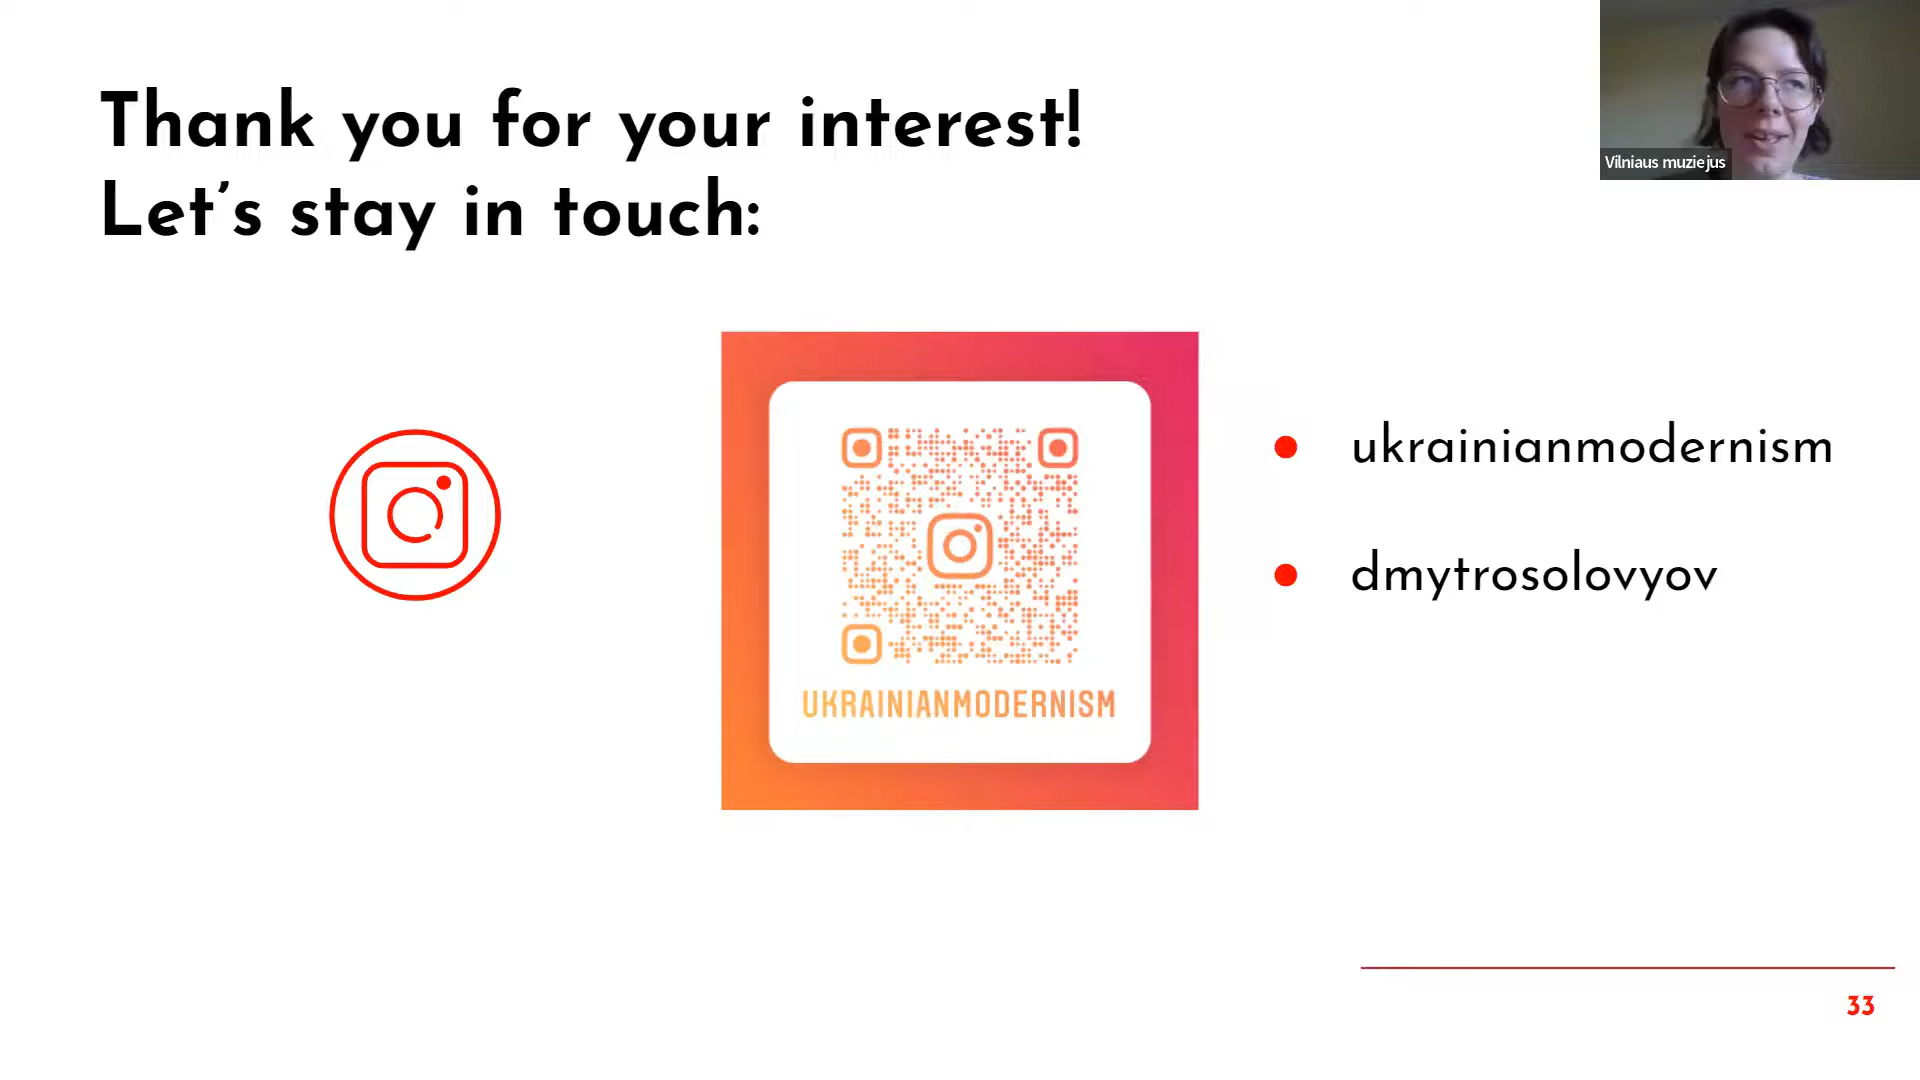 Thank you for your interest!
Let's stay in touch:
Vilniaus muziejus
UKRAINIANMODERNISM
ukrainianmodernism
dmytrosolovyov
33